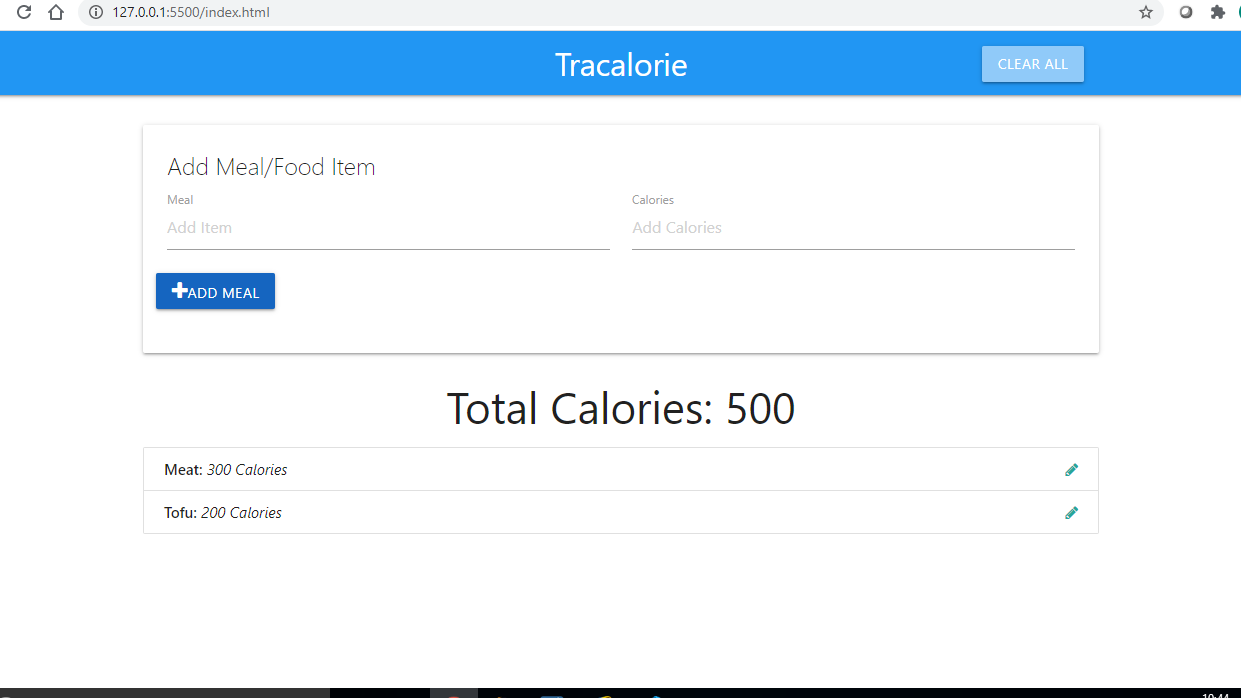 127.0.0.1:5500/index.html
Tracalorie
CLEAR ALL
Add Meal/Food Item
Meal
Calories
Add Item
Add Calories
ADD MEAL
Total Calories: 500
Meat: 300 Calories
Tofu: 200 Calories